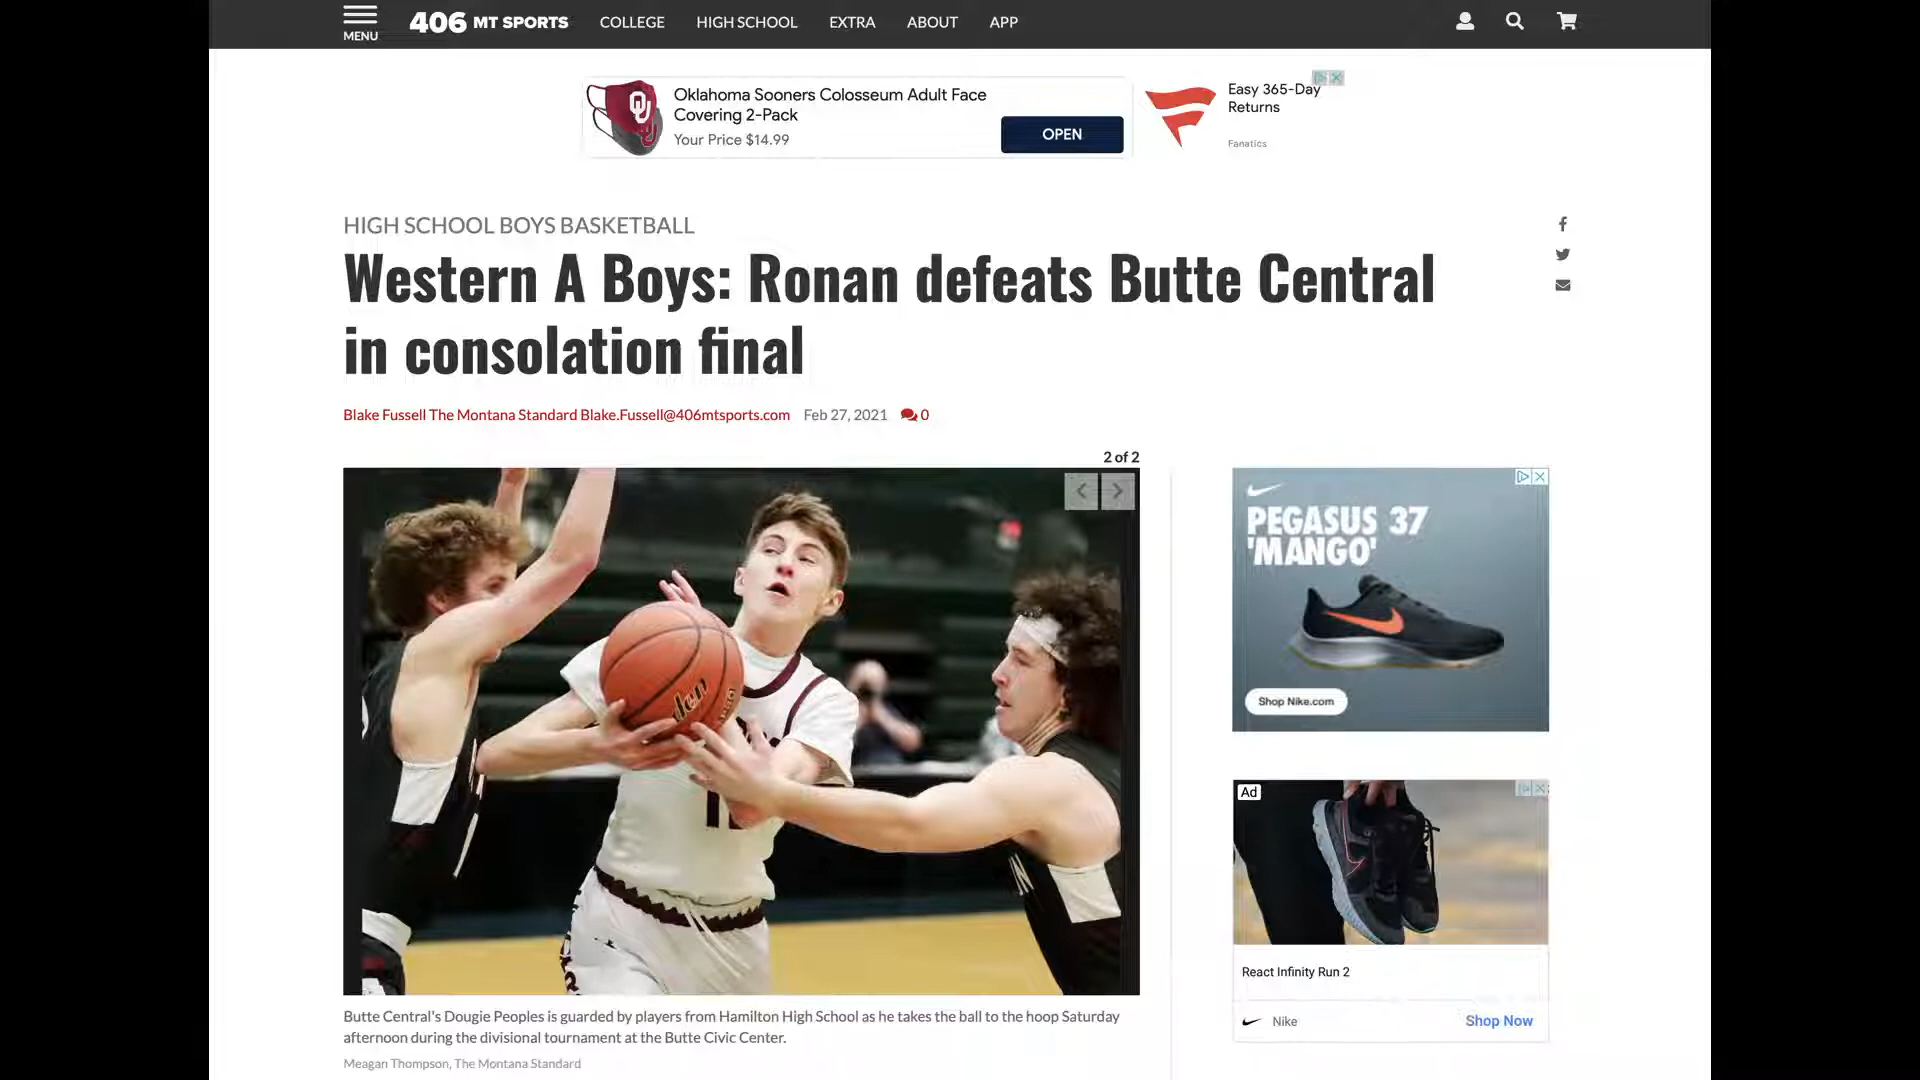 MENU
406 MT SPORTS
COLLEGE
HIGH SCHOOL
EXTRA
ABOUT
APP
Oklahoma Sooners Colosseum Adult Face
Covering 2-Pack
Your Price $14.99
OPEN
Easy 365-Day
Returns
Fanatics
HIGH SCHOOL BOYS BASKETBALL
Western A Boys: Ronan defeats Butte Central
in consolation final
Blake Fussell The Montana Standard Blake.Fussell@406mtsports.com Feb 27, 2021 0
2 of 2
PEGASUS 37
'MANGO'
Shop Nike.com
Ad
React Infinity Run 2
Nike
Shop Now
Butte Central's Dougie Peoples is guarded by players from Hamilton High School as he takes the ball to the hoop Saturday
afternoon during the divisional tournament at the Butte Civic Center.
Meagan Thompson, The Montana Standard